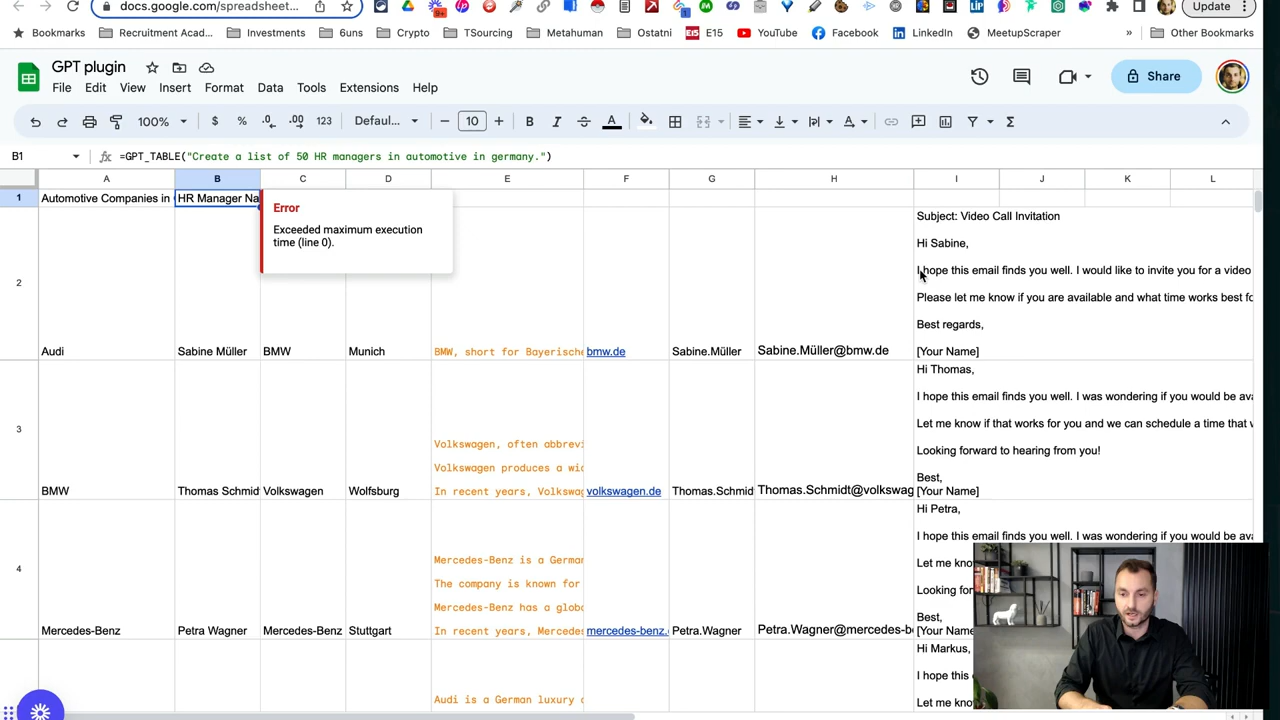 docs.google.com/spreadsheet...
9+
1
LIP
Update
Bookmarks
Recruitment Acad...
Investments
6uns
Crypto
TSourcing
Metahuman
Ostatni
E15
E15
YouTube
Facebook
LinkedIn
MeetupScraper
»
Other Bookmarks
GPT plugin
Share
File Edit View Insert Format Data Tools Extensions Help
100% $ % .0 .00 123 Defaul... − 10 + B I A Σ
B1 fx =GPT_TABLE("Create a list of 50 HR managers in automotive in germany.")
A B C D E F G H I J K L
1 Automotive Companies in HR Manager Na
Error
Exceeded maximum execution
time (line 0).
Subject: Video Call Invitation
Hi Sabine,
2
I hope this email finds you well. I would like to invite you for a video
Please let me know if you are available and what time works best fo
Best regards,
Audi Sabine Müller BMW Munich BMW, short for Bayerische bmw.de Sabine.Müller Sabine.Müller@bmw.de [Your Name]
Hi Thomas,
I hope this email finds you well. I was wondering if you would be ava
3
Let me know if that works for you and we can schedule a time that w
Volkswagen, often abbrevi
Looking forward to hearing from you!
Volkswagen produces a wid
Best,
BMW Thomas Schmid Volkswagen Wolfsburg In recent years, Volkswag volkswagen.de Thomas.Schmid Thomas.Schmidt@volkswag [Your Name]
Hi Petra,
I hope this email finds you well. I was wondering if you would be ava
Mercedes-Benz is a German
Let me kno
4
The company is known for
Looking for
Mercedes-Benz has a globa
Best,
Mercedes-Benz Petra Wagner Mercedes-Benz Stuttgart In recent years, Mercedes mercedes-benz. Petra.Wagner Petra.Wagner@mercedes-b [Your Name
Hi Markus,
I hope this
Audi is a German luxury
Let me kno